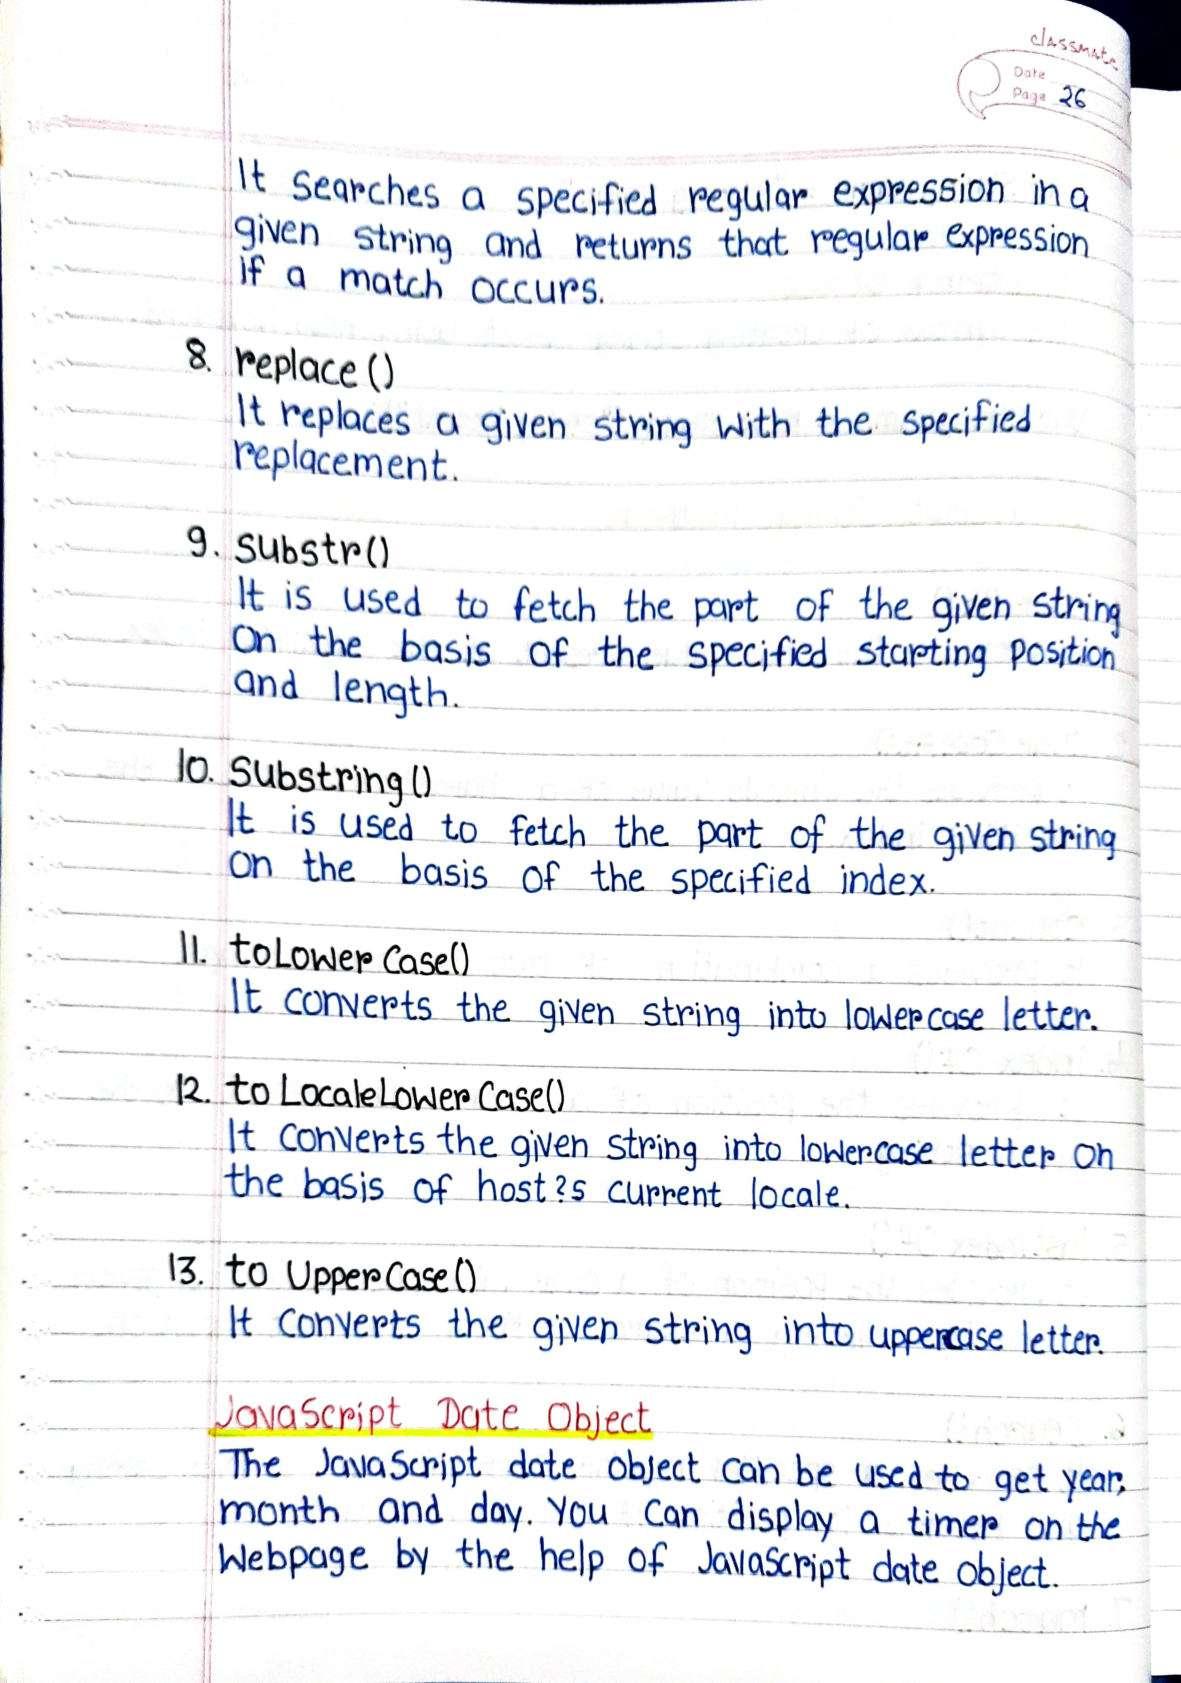 classmate
Date
Page 26
It searches a specified regular expression in a
given string and returns that regular expression
if a match occurs.
8. replace ()
It replaces a given string with the specified
replacement.
9. substr()
It is used to fetch the part of the given string
on the basis of the specified starting position
and length.
10. substring ()
It is used to fetch the part of the given string
on the basis of the specified index.
11. toLower Case()
It converts the given string into lowercase letter.
12. to LocaleLower Case()
It converts the given string into lowercase letter on
the basis of host?s current locale.
13. to UpperCase ()
It converts the given string into uppercase letter.
JavaScript Date Object
The JavaScript date object can be used to get year,
month and day. You can display a timer on the
Webpage by the help of JavaScript date object.